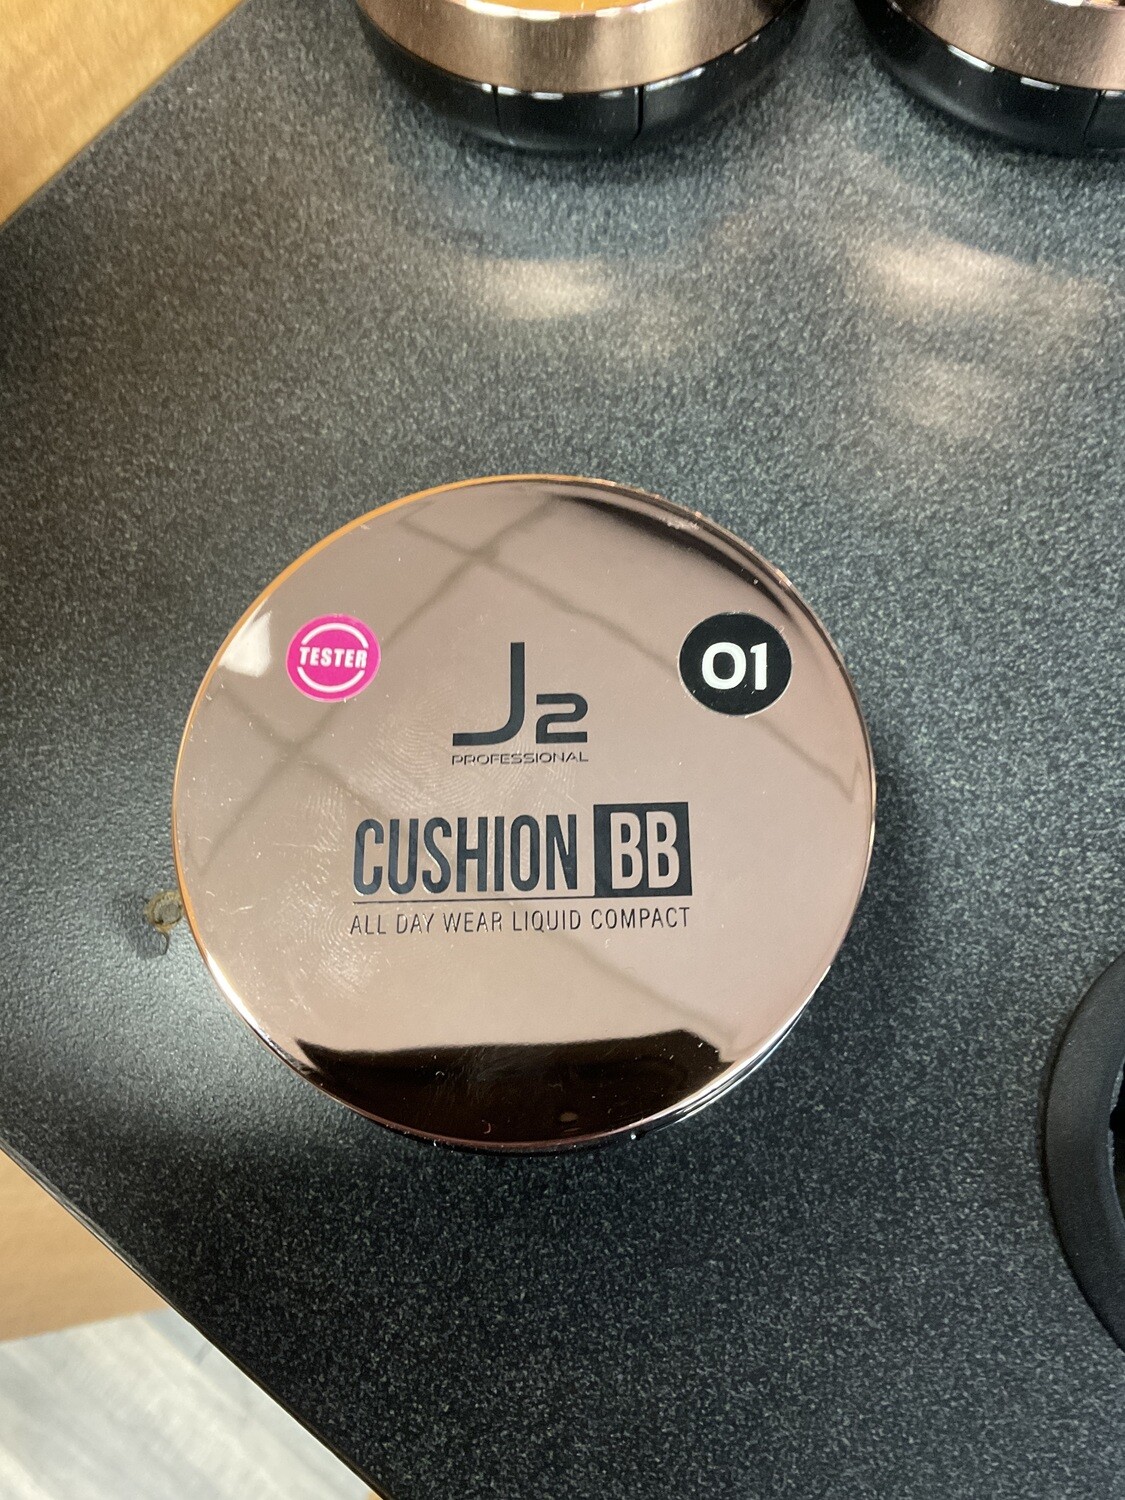 TESTER
01
J2
PROFESSIONAL
CUSHION BB
ALL DAY WEAR LIQUID COMPACT